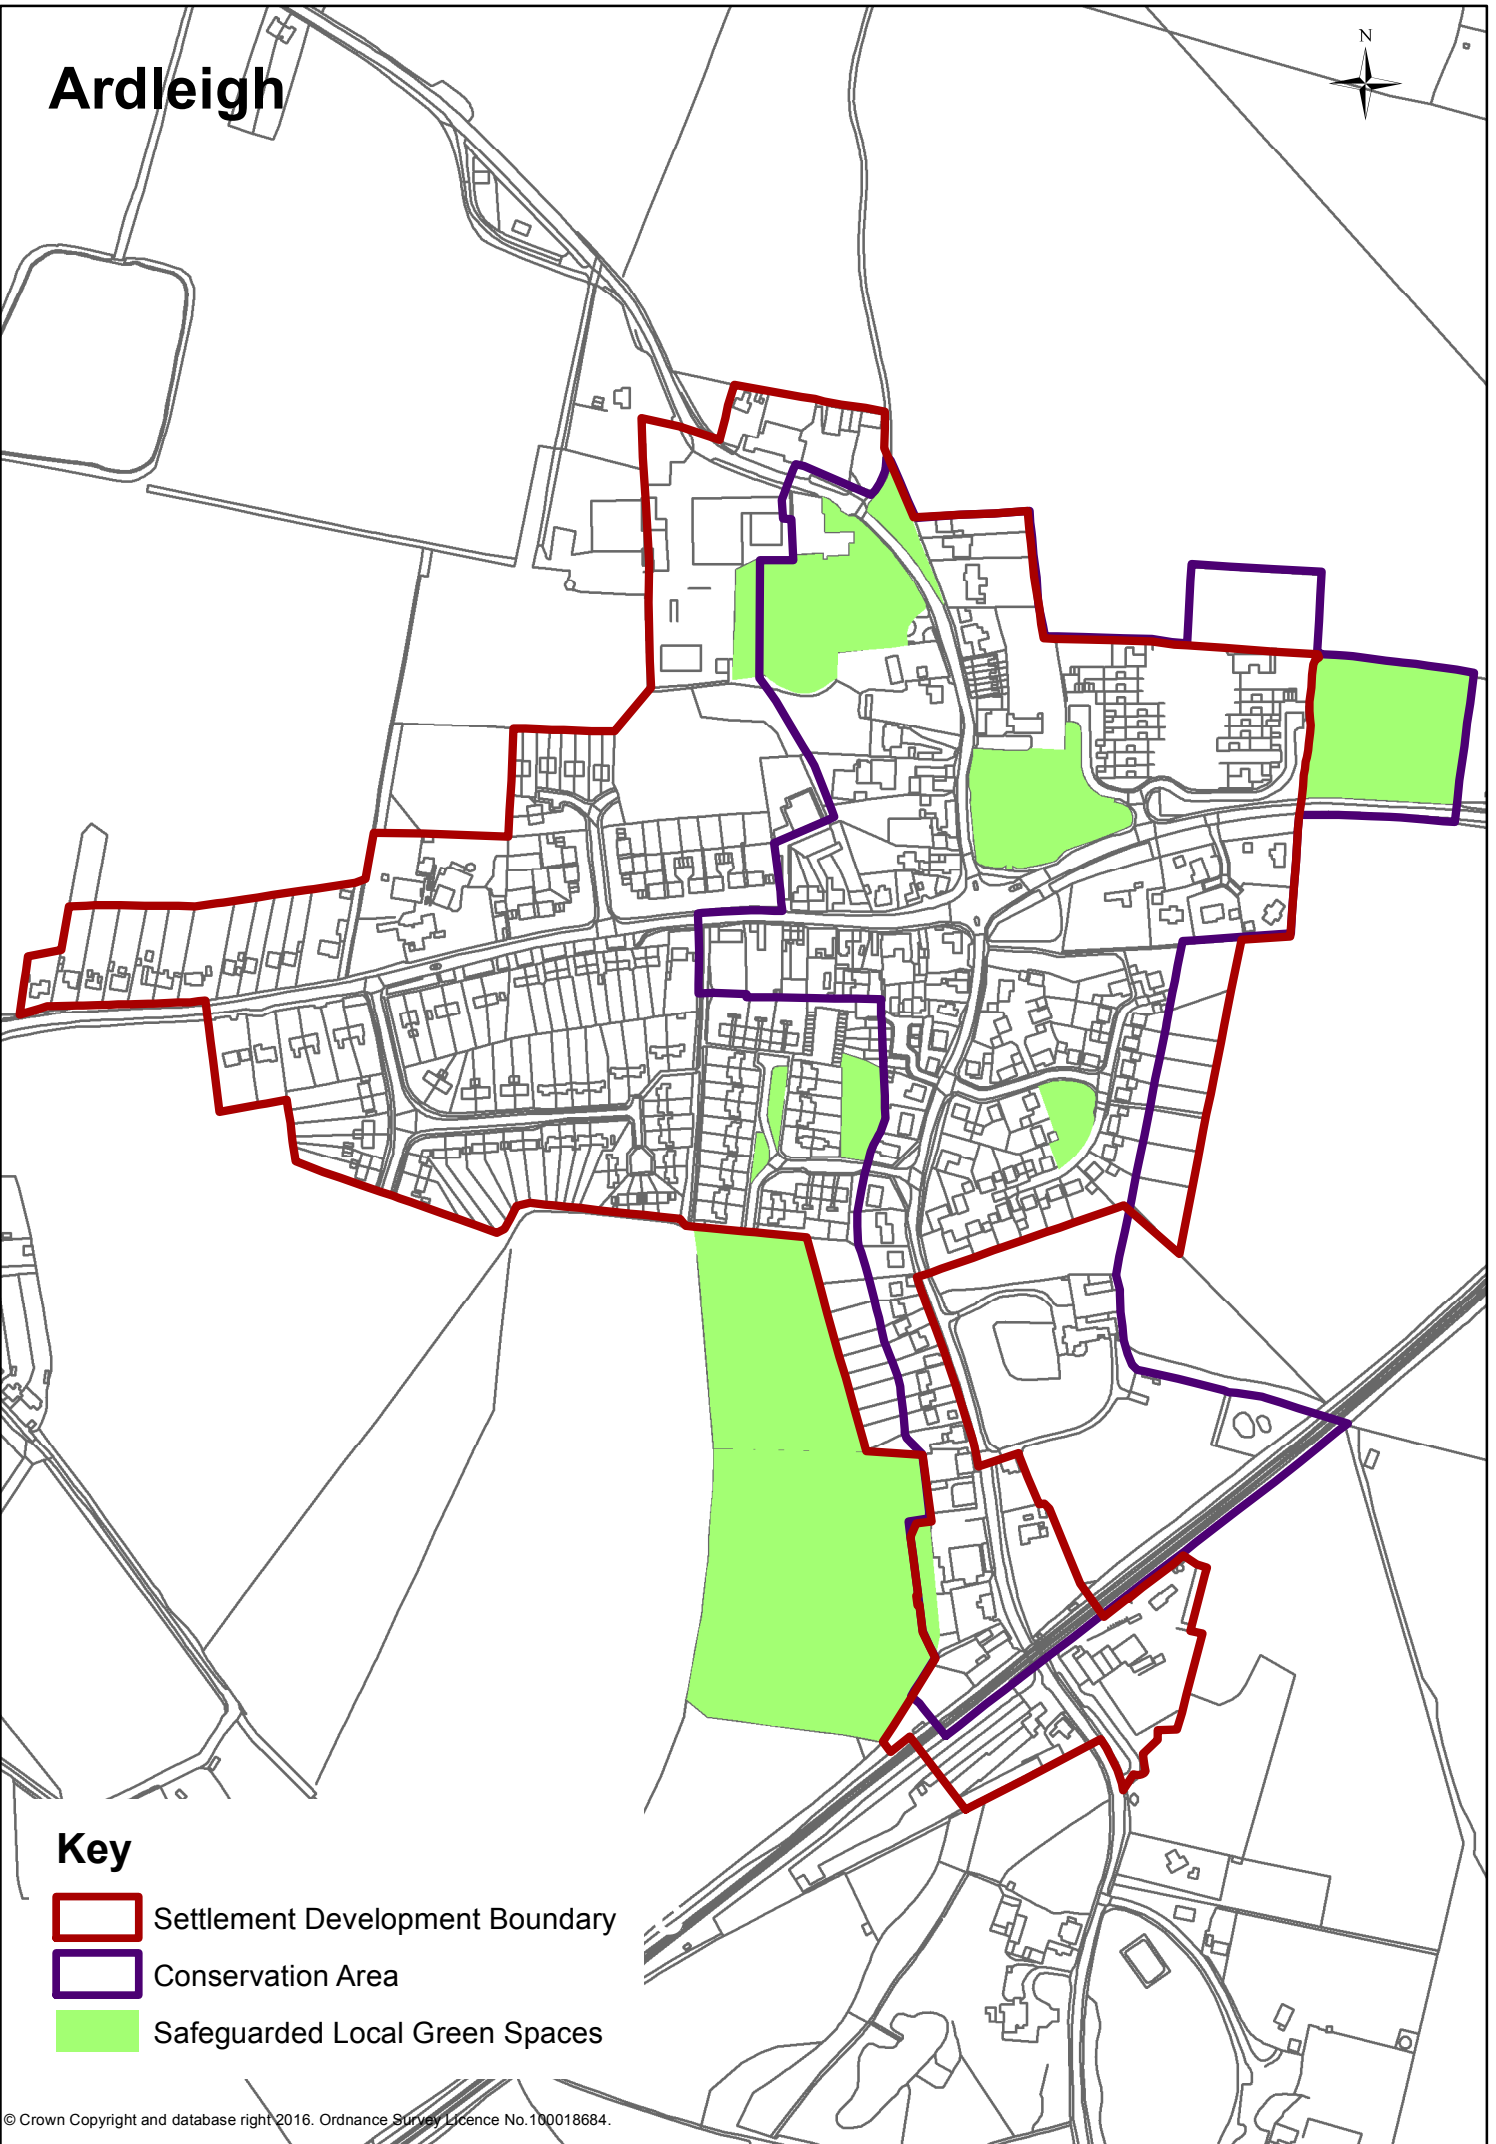 N
Ardleigh
Key
Settlement Development Boundary
Conservation Area
Safeguarded Local Green Spaces
© Crown Copyright and database right 2016. Ordnance Survey Licence No.100018684.